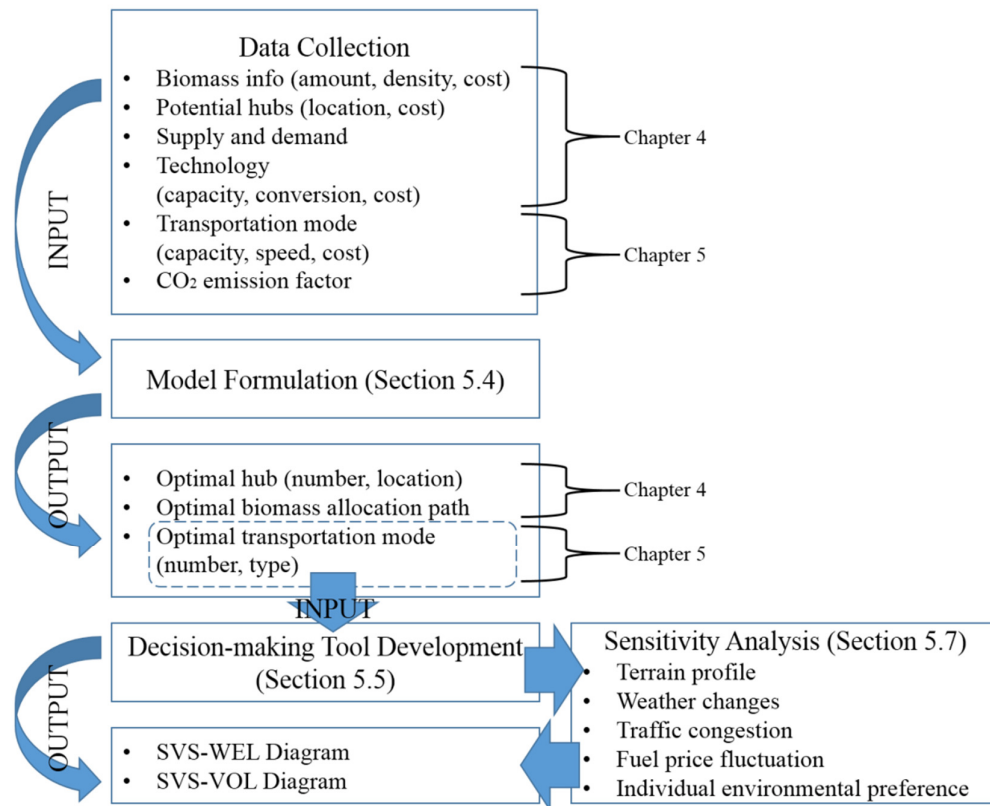 Data Collection
• Biomass info (amount, density, cost)
• Potential hubs (location, cost)
• Supply and demand
• Technology
(capacity, conversion, cost)
• Transportation mode
(capacity, speed, cost)
• CO₂ emission factor
Chapter 4
Chapter 5
INPUT
Model Formulation (Section 5.4)
OUTPUT
• Optimal hub (number, location)
• Optimal biomass allocation path
• Optimal transportation mode
(number, type)
Chapter 4
Chapter 5
INPUT
Decision-making Tool Development
(Section 5.5)
OUTPUT
• SVS-WEL Diagram
• SVS-VOL Diagram
Sensitivity Analysis (Section 5.7)
• Terrain profile
• Weather changes
• Traffic congestion
• Fuel price fluctuation
• Individual environmental preference